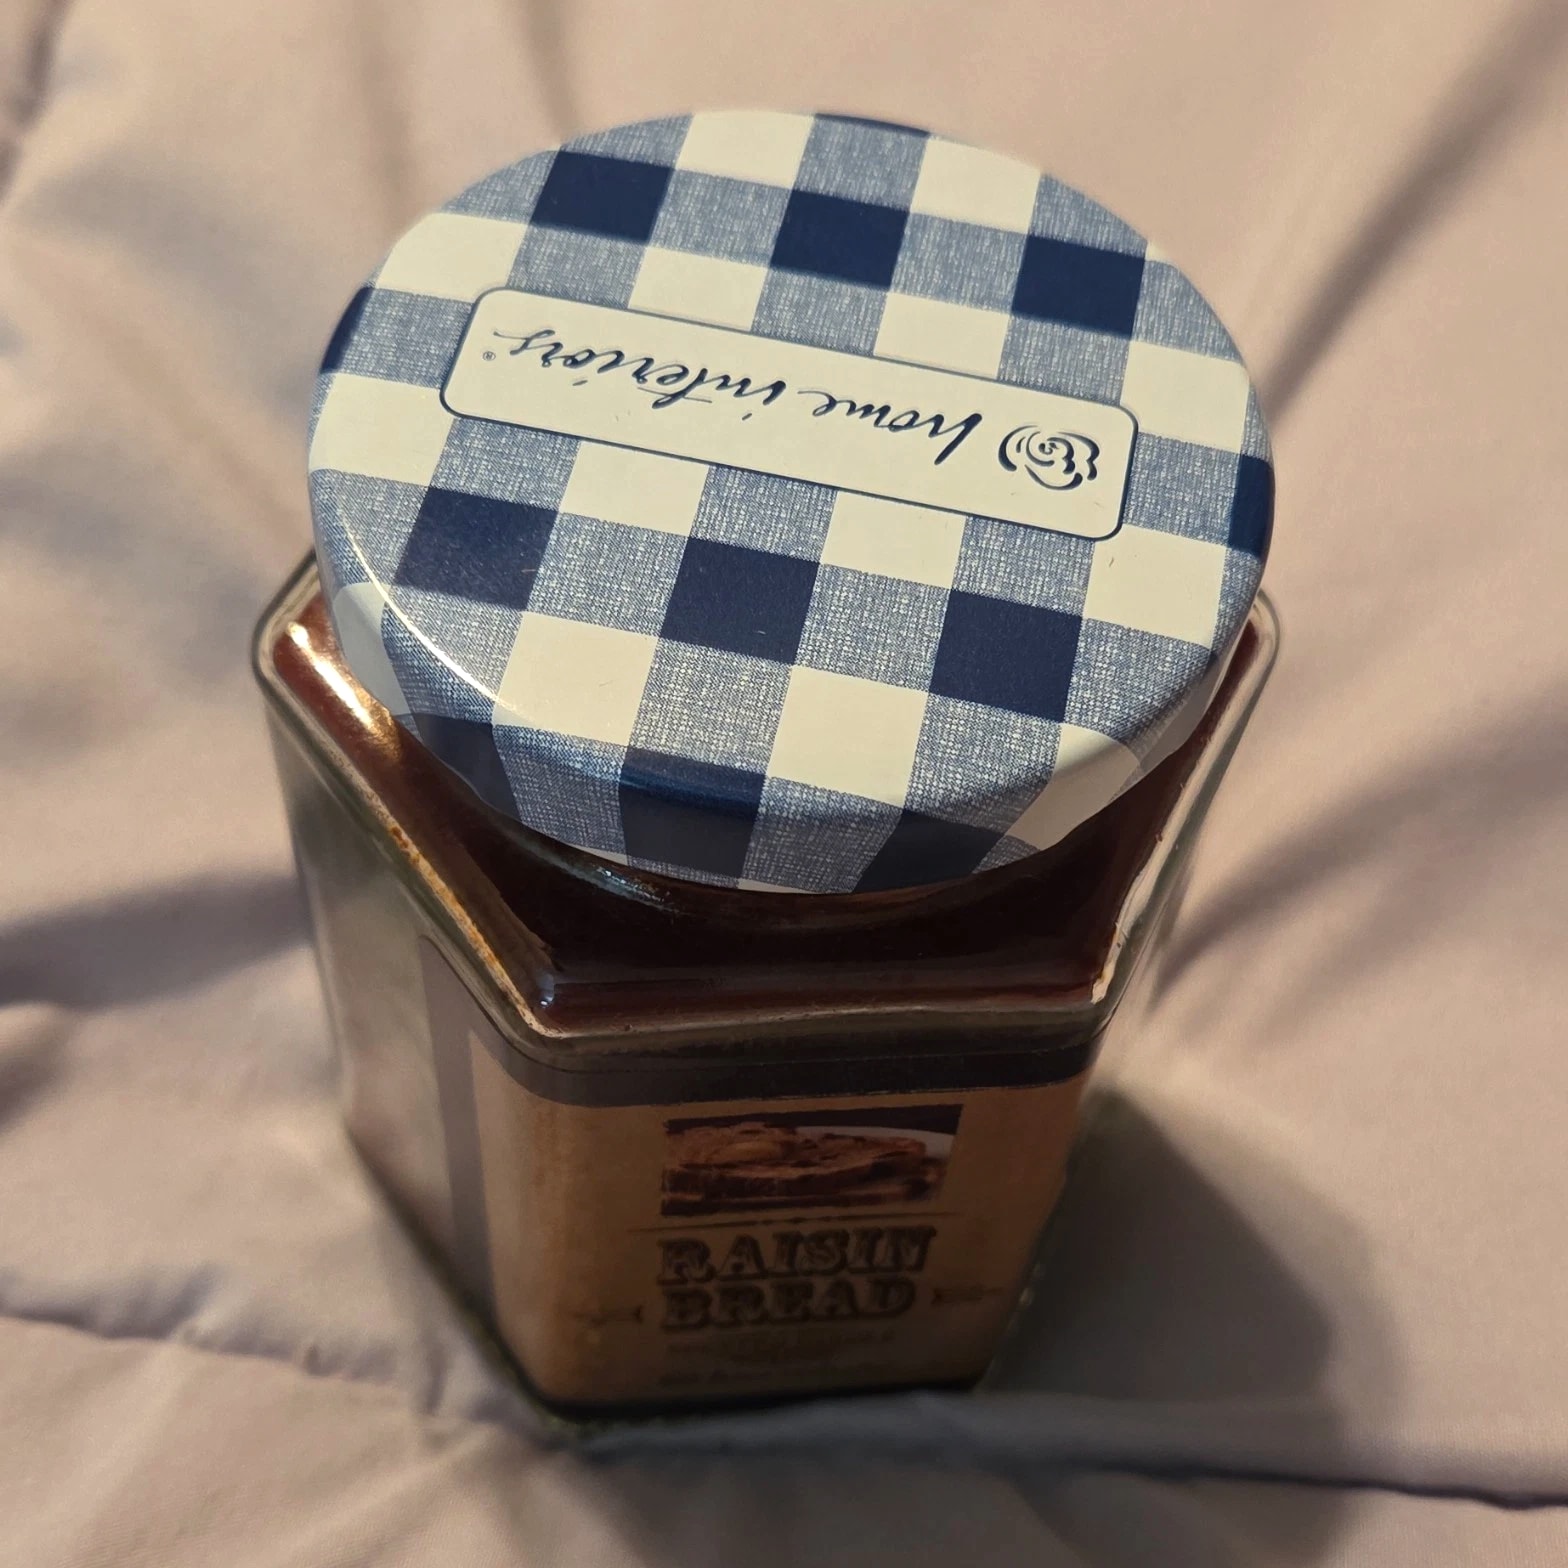 home interiors
RAISIN
BREAD